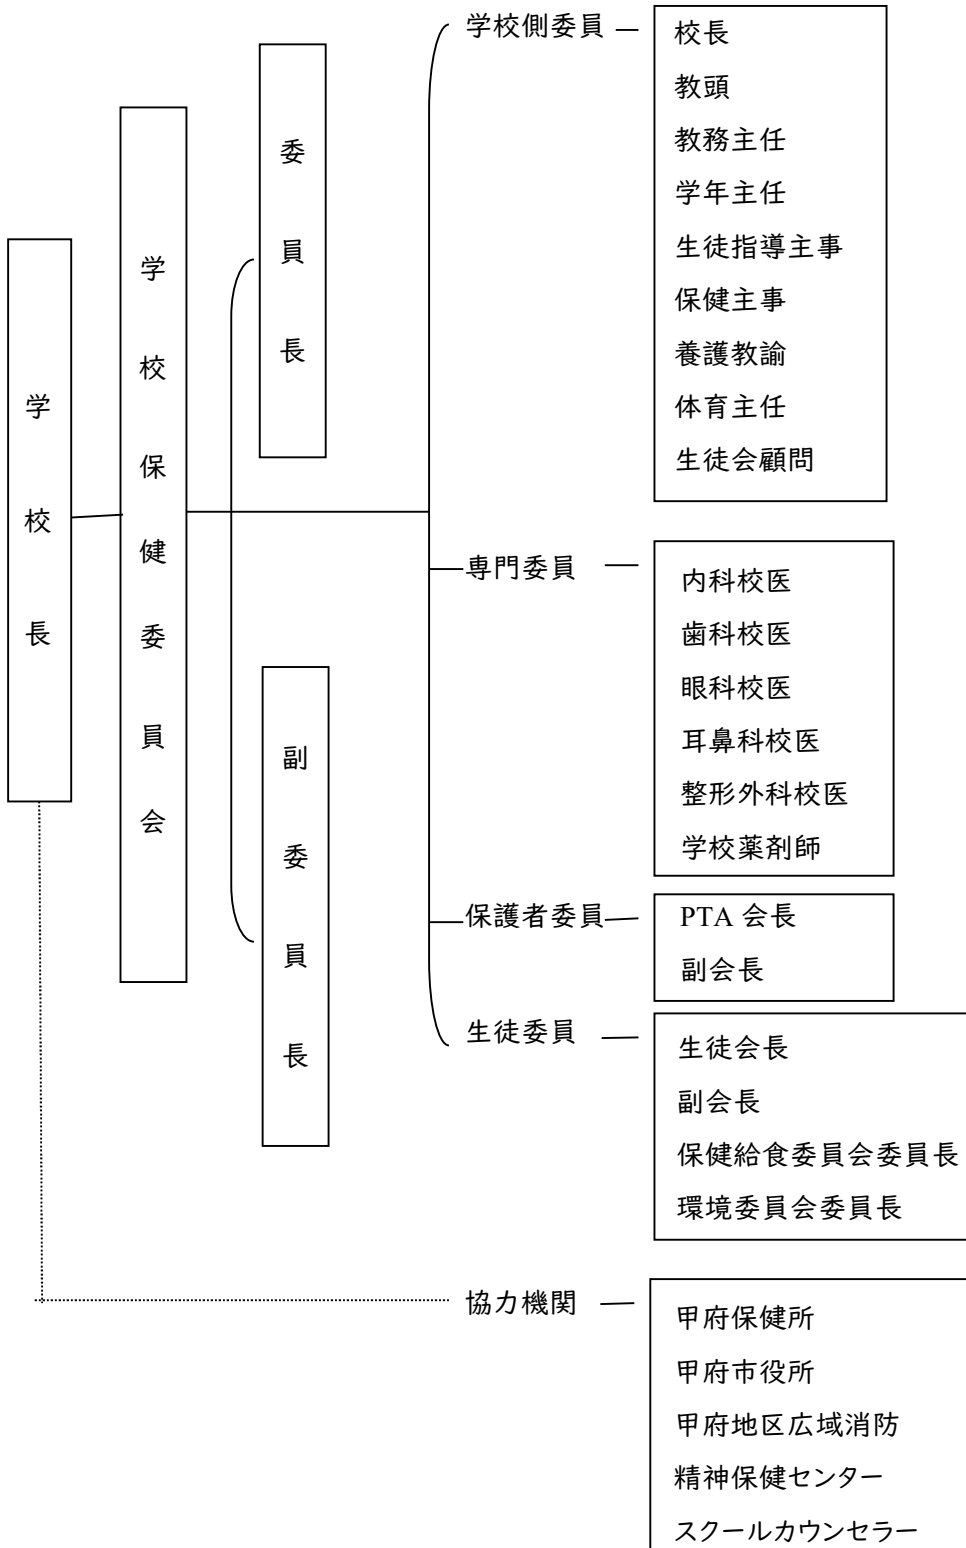 学校長
学校保健委員会
委員長
副委員長
学校側委員
校長
教頭
教務主任
学年主任
生徒指導主事
保健主事
養護教諭
体育主任
生徒会顧問
専門委員
内科校医
歯科校医
眼科校医
耳鼻科校医
整形外科校医
学校薬剤師
保護者委員
PTA 会長
副会長
生徒委員
生徒会長
副会長
保健給食委員会委員長
環境委員会委員長
協力機関
甲府保健所
甲府市役所
甲府地区広域消防
精神保健センター
スクールカウンセラー